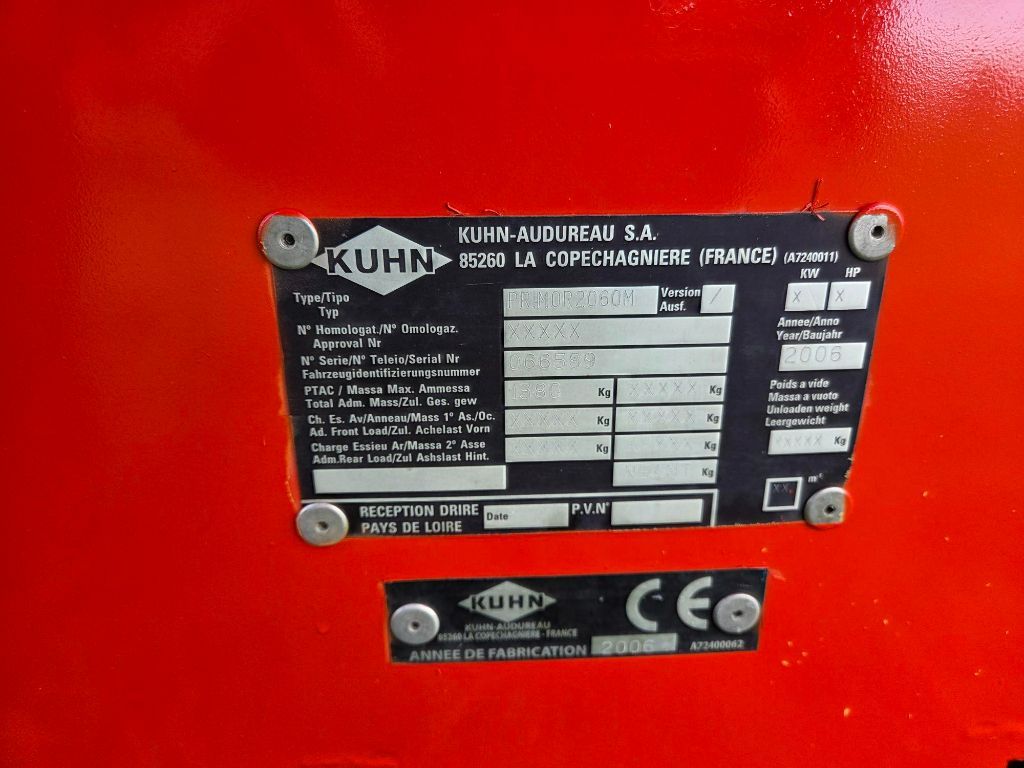 KUHN
KUHN-AUDUREAU S.A.
85260 LA COPECHAGNIERE (FRANCE) (A7240011)
KW HP
Type/Tipo
Typ
PRIMOR2060M
Version
Ausf.
/
X X
N° Homologat./N° Omologaz.
Approval Nr
XXXXX
Annee/Anno
Year/Baujahr
2006
N° Serie/N° Teleio/Serial Nr
Fahrzeugidentifizierungsnummer
PTAC / Massa Max. Ammessa
Total Adm. Mass/Zul. Ges. gew
Kg XXXXX Kg
Poids a vide
Massa a vuoto
Unloaden weight
Leergewicht
XXXXX Kg
Ch. Es. Av/Anneau/Mass 1° As./Oc.
Ad. Front Load/Zul. Achelast Vorn
XXXXX Kg XXXXX Kg
Charge Essieu Ar/Massa 2° Asse
Adm.Rear Load/Zul Ashslast Hint.
XXXXX Kg XXXXX Kg
Kg
XX
RECEPTION DRIRE
PAYS DE LOIRE
Date
P.V.N°
KUHN
KUHN-AUDUREAU
85260 LA COPECHAGNIERE - FRANCE
ANNEE DE FABRICATION 2006
CE
A72400062